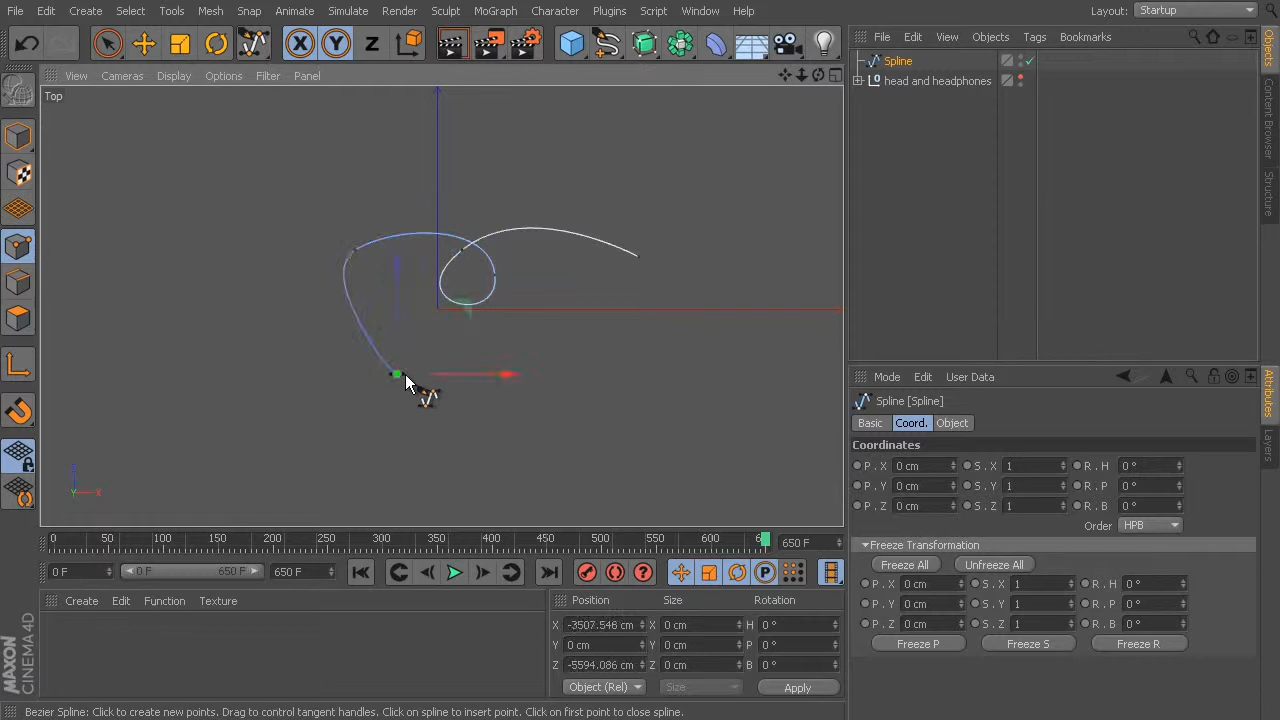 File Edit Create Select Tools Mesh Snap Animate Simulate Render Sculpt MoGraph Character Plugins Script Window Help Layout: Startup
X Y Z
File Edit View Objects Tags Bookmarks
View Cameras Display Options Filter Panel
Top
Spline
head and headphones
Objects
Content Browser
Structure
Mode Edit User Data
Spline [Spline]
Basic Coord. Object
Coordinates
P . X 0 cm S . X 1 R . H 0 °
P . Y 0 cm S . Y 1 R . P 0 °
P . Z 0 cm S . Z 1 R . B 0 °
Order HPB
Freeze Transformation
Freeze All Unfreeze All
P . X 0 cm S . X 1 R . H 0 °
P . Y 0 cm S . Y 1 R . P 0 °
P . Z 0 cm S . Z 1 R . B 0 °
Freeze P Freeze S Freeze R
Attributes
Layers
Z
Y X
0 50 100 150 200 250 300 350 400 450 500 550 600 6 650 F
0 F 0 F 650 F 650 F
P
Create Edit Function Texture
Position Size Rotation
X -3507.546 cm X 0 cm H 0 °
Y 0 cm Y 0 cm P 0 °
Z -5594.086 cm Z 0 cm B 0 °
Object (Rel) Size Apply
MAXON
CINEMA 4D
Bezier Spline: Click to create new points. Drag to control tangent handles. Click on spline to insert point. Click on first point to close spline.